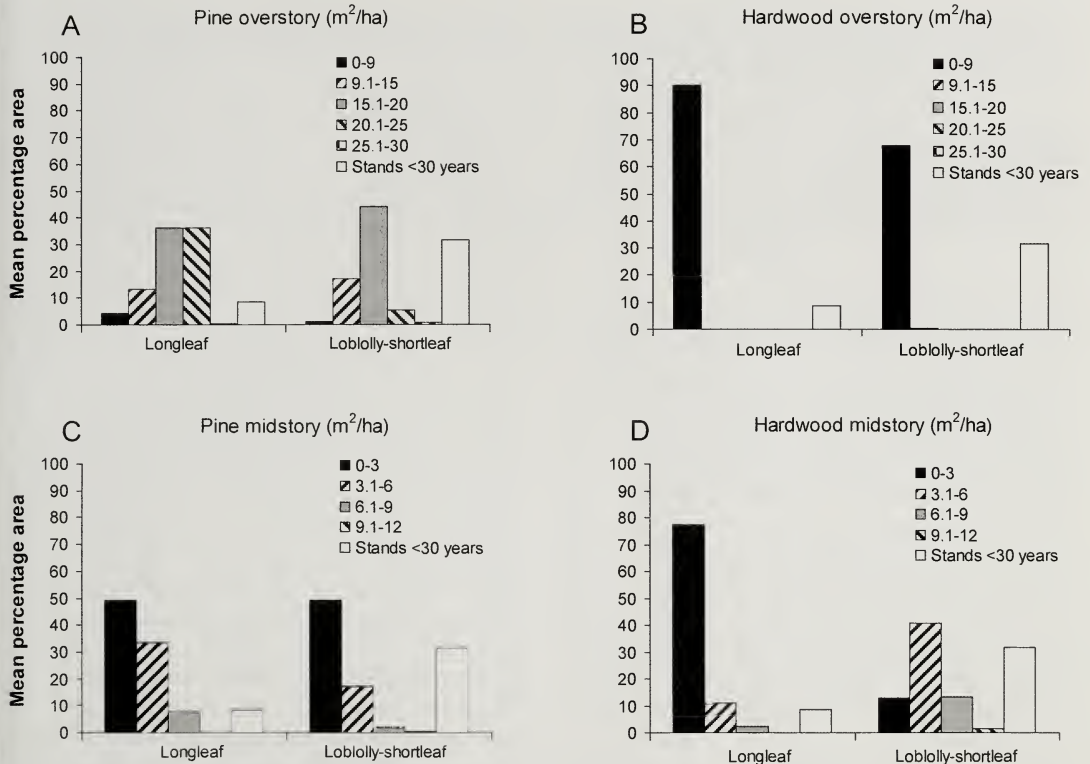 A
Pine overstory (m²/ha)
Mean percentage area
100
90
80
70
60
50
40
30
20
10
0
0-9
9.1-15
15.1-20
20.1-25
25.1-30
Stands <30 years
Longleaf
Loblolly-shortleaf
B
Hardwood overstory (m²/ha)
100
90
80
70
60
50
40
30
20
10
0
0-9
9.1-15
15.1-20
20.1-25
25.1-30
Stands <30 years
Longleaf
Loblolly-shortleaf
C
Pine midstory (m²/ha)
Mean percentage area
100
90
80
70
60
50
40
30
20
10
0
0-3
3.1-6
6.1-9
9.1-12
Stands <30 years
Longleaf
Loblolly-shortleaf
D
Hardwood midstory (m²/ha)
100
90
80
70
60
50
40
30
20
10
0
0-3
3.1-6
6.1-9
9.1-12
Stands <30 years
Longleaf
Loblolly-shortleaf